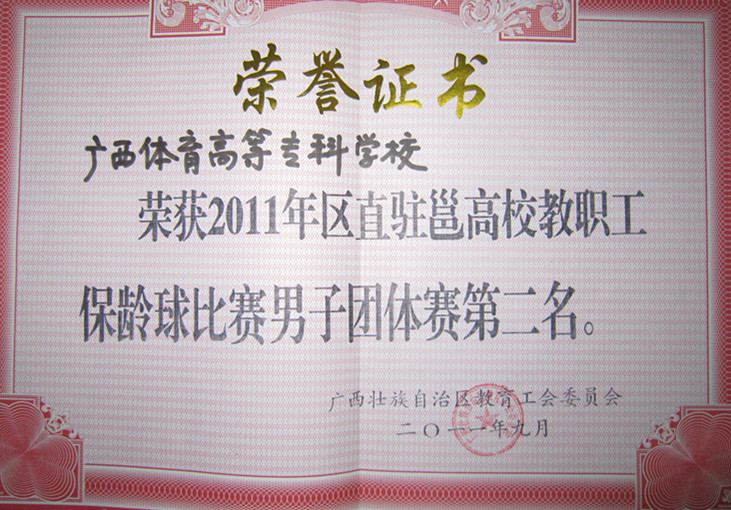 荣誉证书
广西体育高等专科学校
荣获2011年区直驻邕高校教职工
保龄球比赛男子团体赛第二名。
广西壮族自治区教育工会委员会
二〇一一年九月